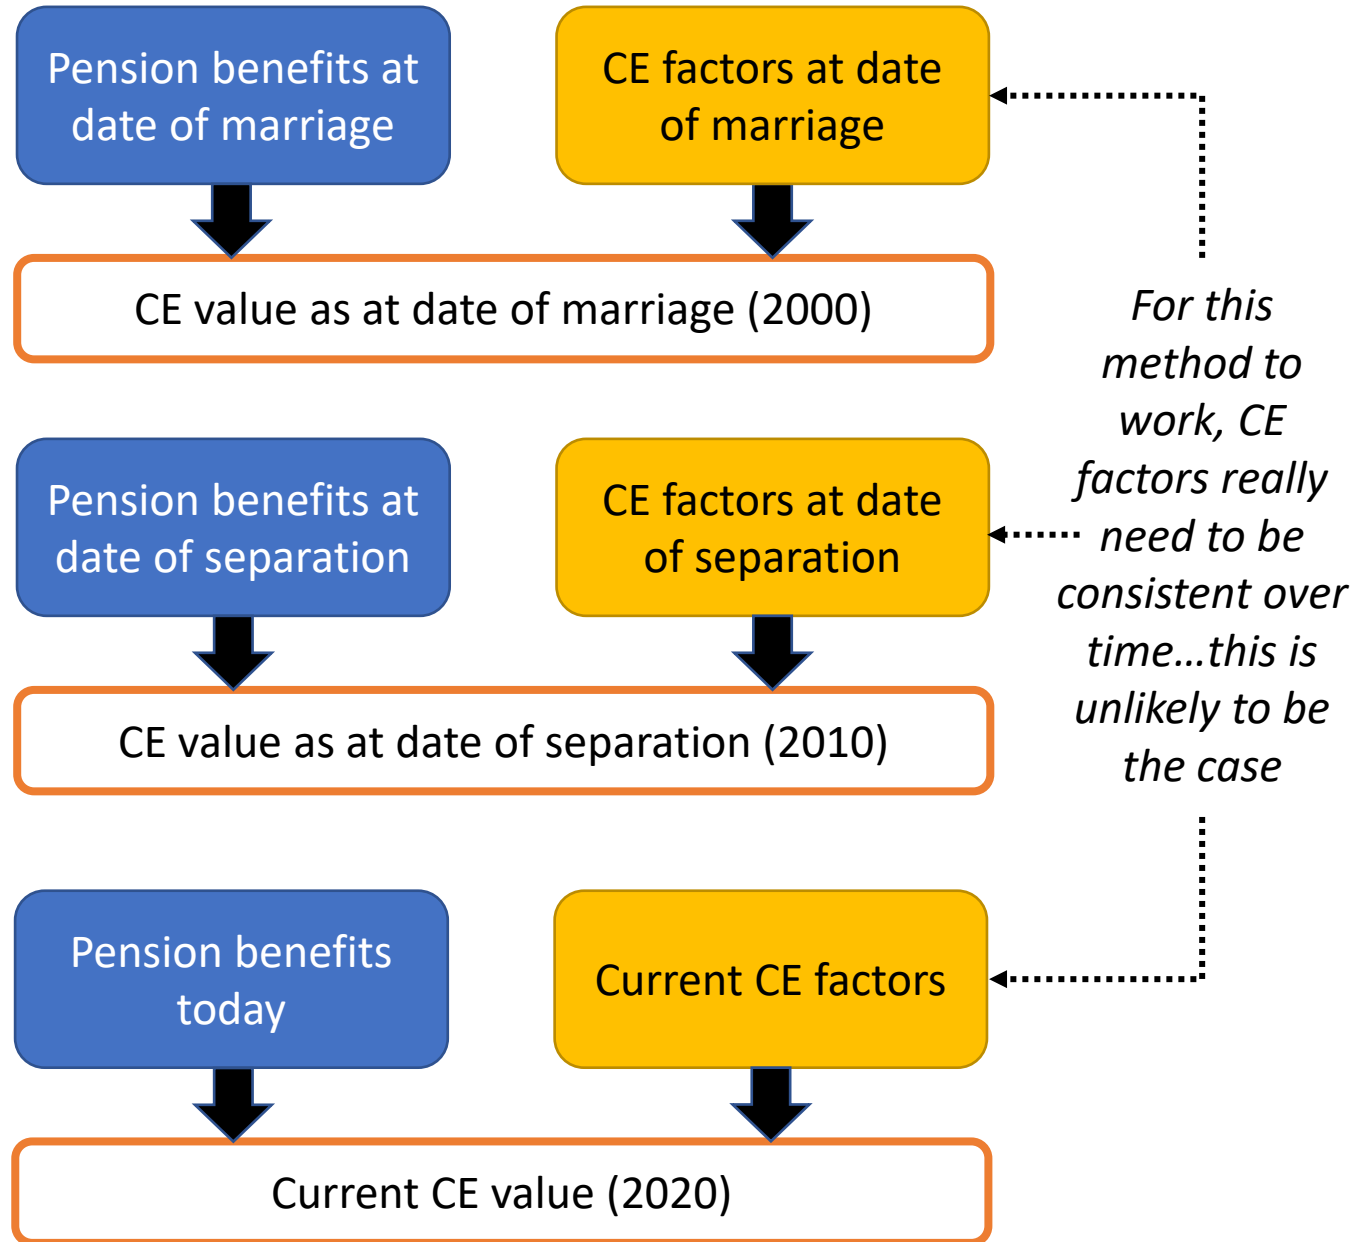 Pension benefits at
date of marriage
CE factors at date
of marriage
CE value as at date of marriage (2000)
Pension benefits at
date of separation
CE factors at date
of separation
CE value as at date of separation (2010)
Pension benefits
today
Current CE factors
Current CE value (2020)
For this
method to
work, CE
factors really
need to be
consistent over
time…this is
unlikely to be
the case